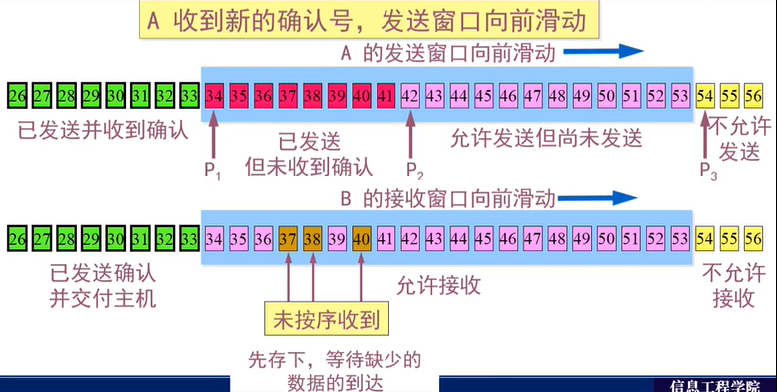 A 收到新的确认号，发送窗口向前滑动
A 的发送窗口向前滑动
26 27 28 29 30 31 32 33 34 35 36 37 38 39 40 41 42 43 44 45 46 47 48 49 50 51 52 53 54 55 56
已发送并收到确认
已发送
但未收到确认
允许发送但尚未发送
不允许
发送
P1
P2
P3
B 的接收窗口向前滑动
26 27 28 29 30 31 32 33 34 35 36 37 38 39 40 41 42 43 44 45 46 47 48 49 50 51 52 53 54 55 56
已发送确认
并交付主机
允许接收
不允许
接收
未按序收到
先存下，等待缺少的
数据的到达
信息工程学院